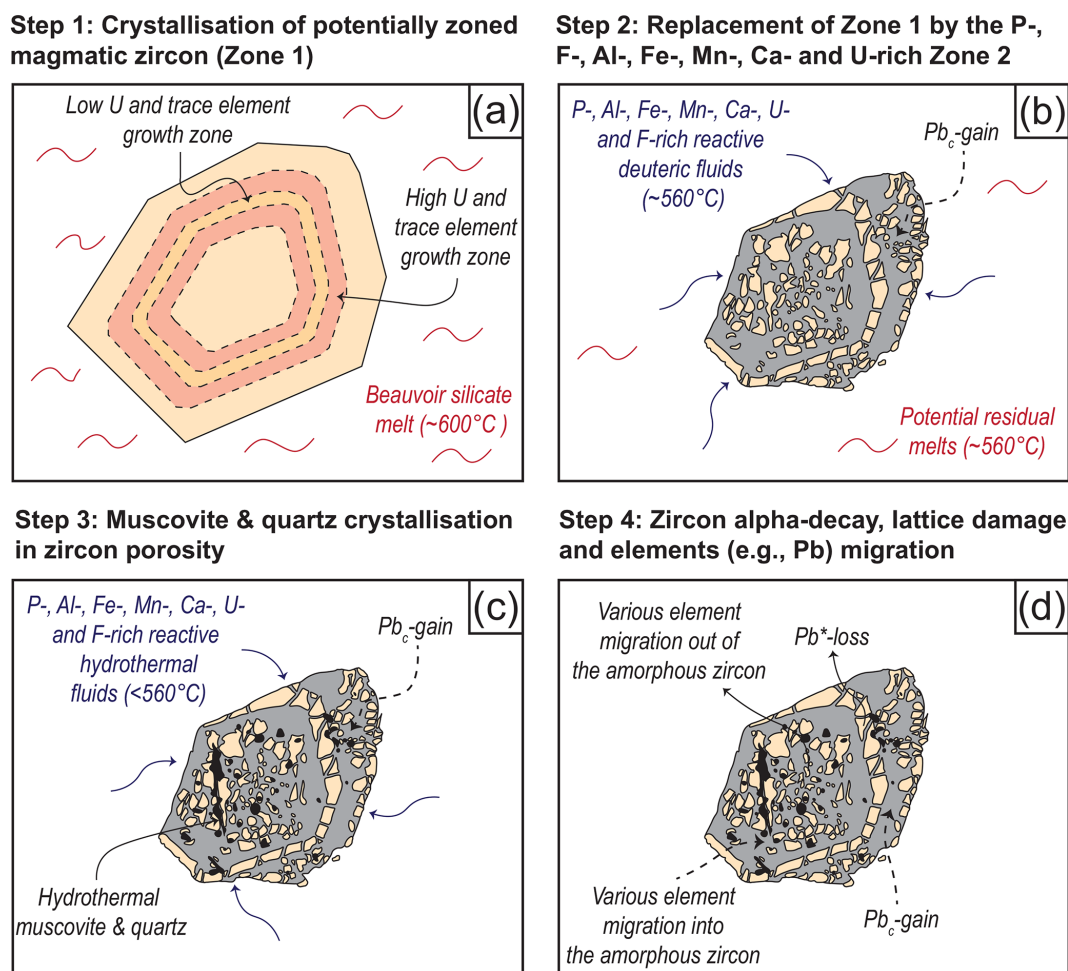 Step 1: Crystallisation of potentially zoned
magmatic zircon (Zone 1)
(a)
Low U and trace element
growth zone
High U and
trace element
growth zone
Beauvoir silicate
melt (~600°C )
Step 2: Replacement of Zone 1 by the P-,
F-, Al-, Fe-, Mn-, Ca- and U-rich Zone 2
(b)
P-, Al-, Fe-, Mn-, Ca-, U-
and F-rich reactive
deuteric fluids
(~560°C)
Pbc-gain
Potential residual
melts (~560°C)
Step 3: Muscovite & quartz crystallisation
in zircon porosity
(c)
P-, Al-, Fe-, Mn-, Ca-, U-
and F-rich reactive
hydrothermal
fluids (<560°C)
Pbc-gain
Hydrothermal
muscovite & quartz
Step 4: Zircon alpha-decay, lattice damage
and elements (e.g., Pb) migration
(d)
Various element
migration out of
the amorphous zircon
Pb*-loss
Various element
migration into
the amorphous zircon
Pbc-gain